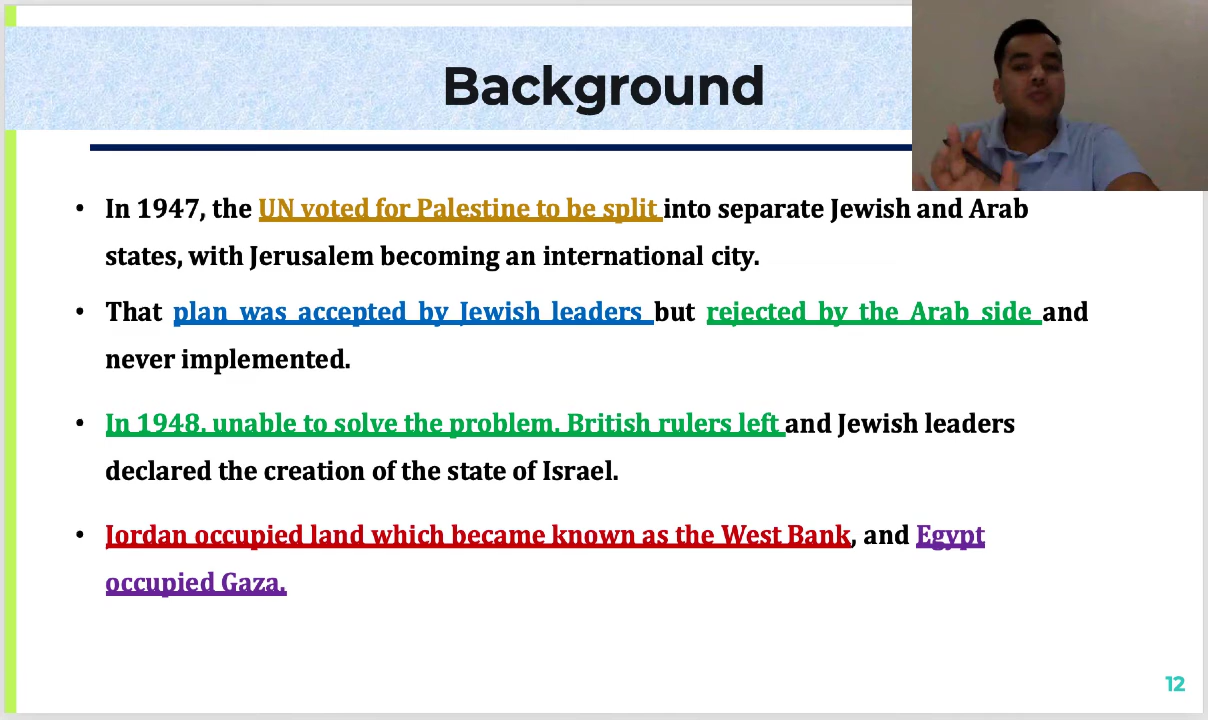 Background
• In 1947, the UN voted for Palestine to be split into separate Jewish and Arab
states, with Jerusalem becoming an international city.
• That plan was accepted by Jewish leaders but rejected by the Arab side and
never implemented.
• In 1948, unable to solve the problem, British rulers left and Jewish leaders
declared the creation of the state of Israel.
• Jordan occupied land which became known as the West Bank, and Egypt
occupied Gaza.
12